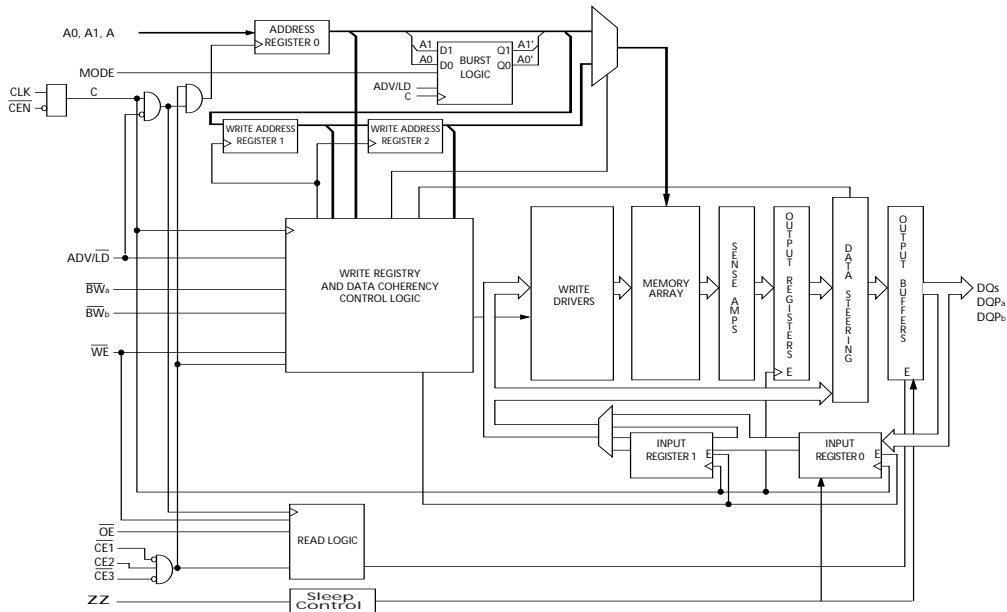 A0, A1, A
ADDRESS
REGISTER 0
A1
A0
D1
D0
BURST
LOGIC
Q1
Q0
A1'
A0'
MODE
ADV/LD
C
CLK
CEN
C
WRITE ADDRESS
REGISTER 1
WRITE ADDRESS
REGISTER 2
ADV/LD
BWa
BWb
WE
WRITE REGISTRY
AND DATA COHERENCY
CONTROL LOGIC
WRITE
DRIVERS
MEMORY
ARRAY
SENSE AMPS
OUTPUT REGISTERS
E
DATA STEERING
OUTPUT BUFFERS
E
DQs
DQPa
DQPb
INPUT
REGISTER 1
E
INPUT
REGISTER 0
E
OE
CE1
CE2
CE3
READ LOGIC
ZZ
Sleep
Control